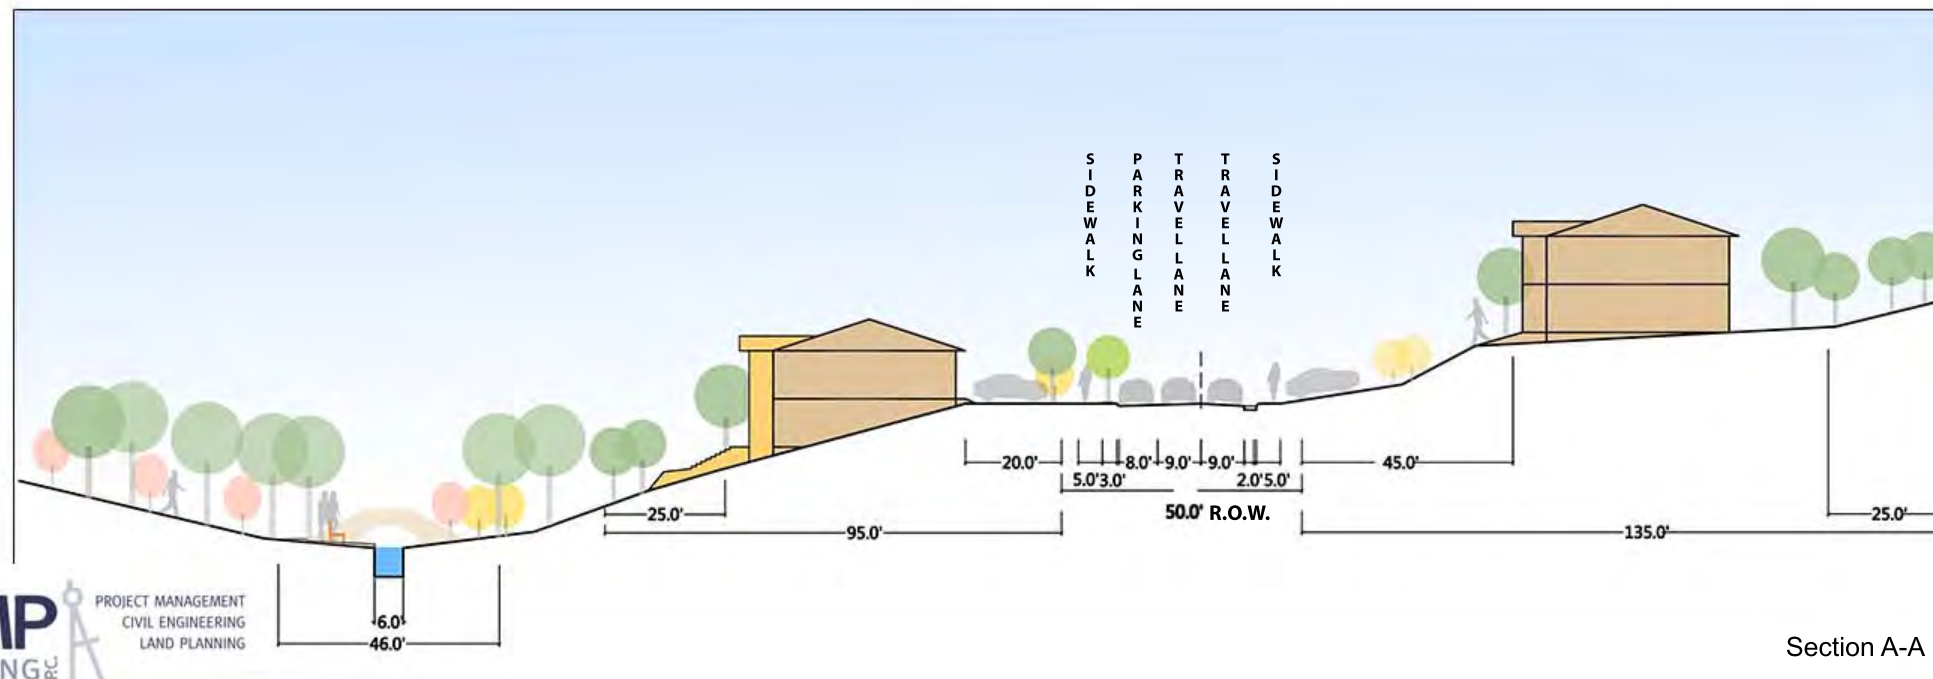 SIDEWALK
PARKING LANE
TRAVEL LANE
TRAVEL LANE
SIDEWALK
20.0'
8.0'
9.0'
9.0'
45.0'
5.0'
3.0'
2.0'
5.0'
50.0' R.O.W.
25.0'
95.0'
135.0'
25.0'
6.0'
46.0'
MP
NG P.C.
PROJECT MANAGEMENT
CIVIL ENGINEERING
LAND PLANNING
Section A-A